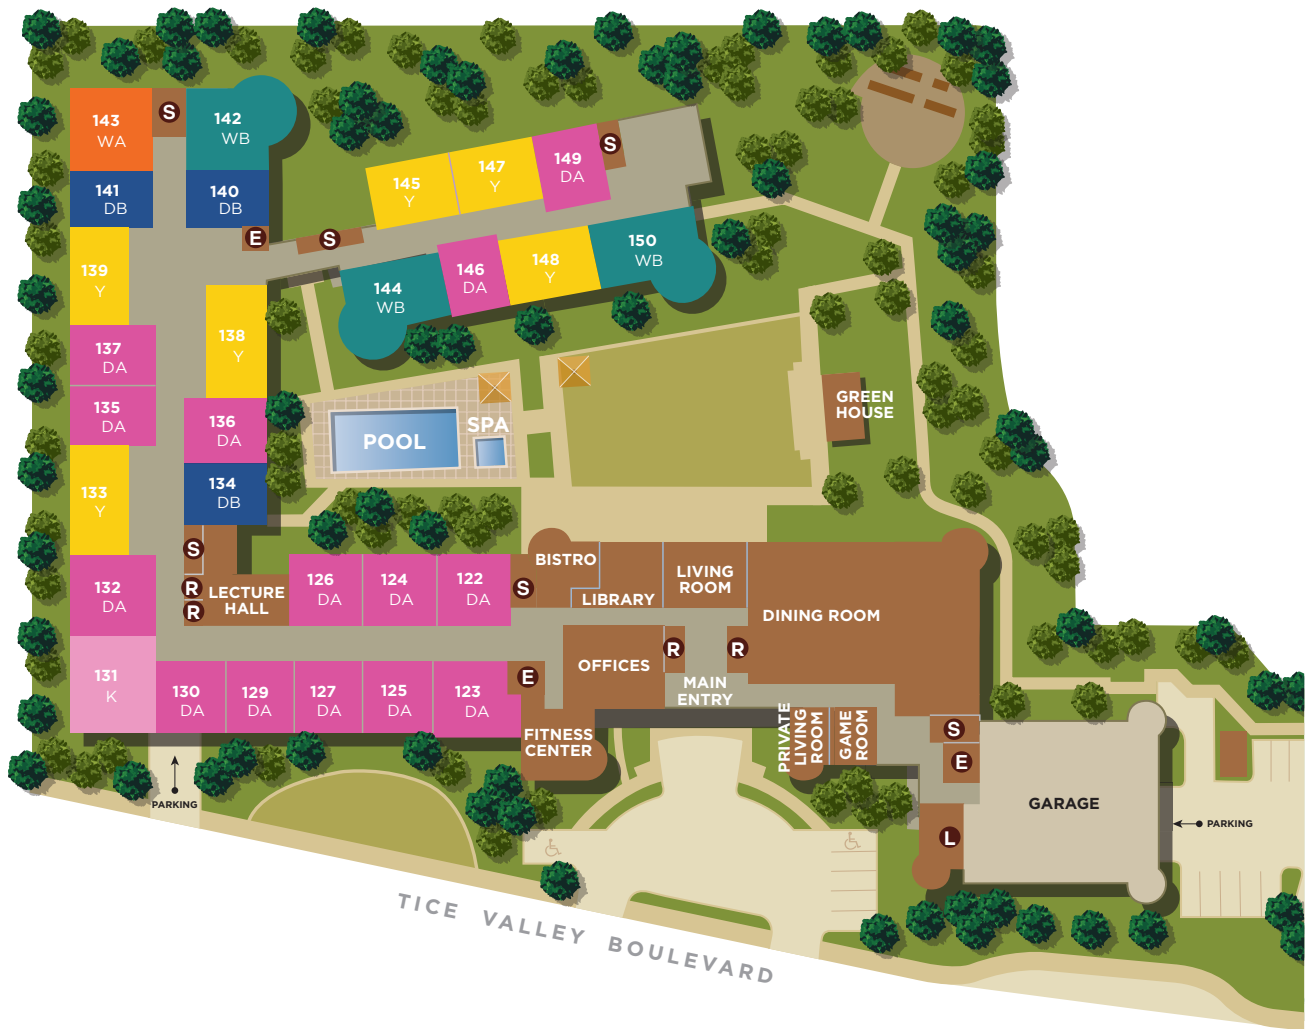 143
WA
S
142
WB
141
DB
140
DB
E
S
145
Y
147
Y
149
DA
S
139
Y
144
WB
146
DA
148
Y
150
WB
137
DA
138
Y
135
DA
136
DA
133
Y
134
DB
POOL
SPA
GREEN
HOUSE
S
R
R
LECTURE
HALL
132
DA
126
DA
124
DA
122
DA
S
BISTRO
LIBRARY
LIVING
ROOM
DINING ROOM
131
K
130
DA
129
DA
127
DA
125
DA
123
DA
E
OFFICES
R
R
MAIN
ENTRY
FITNESS
CENTER
PRIVATE
LIVING
ROOM
GAME
ROOM
S
E
L
GARAGE
PARKING
PARKING
TICE VALLEY BOULEVARD